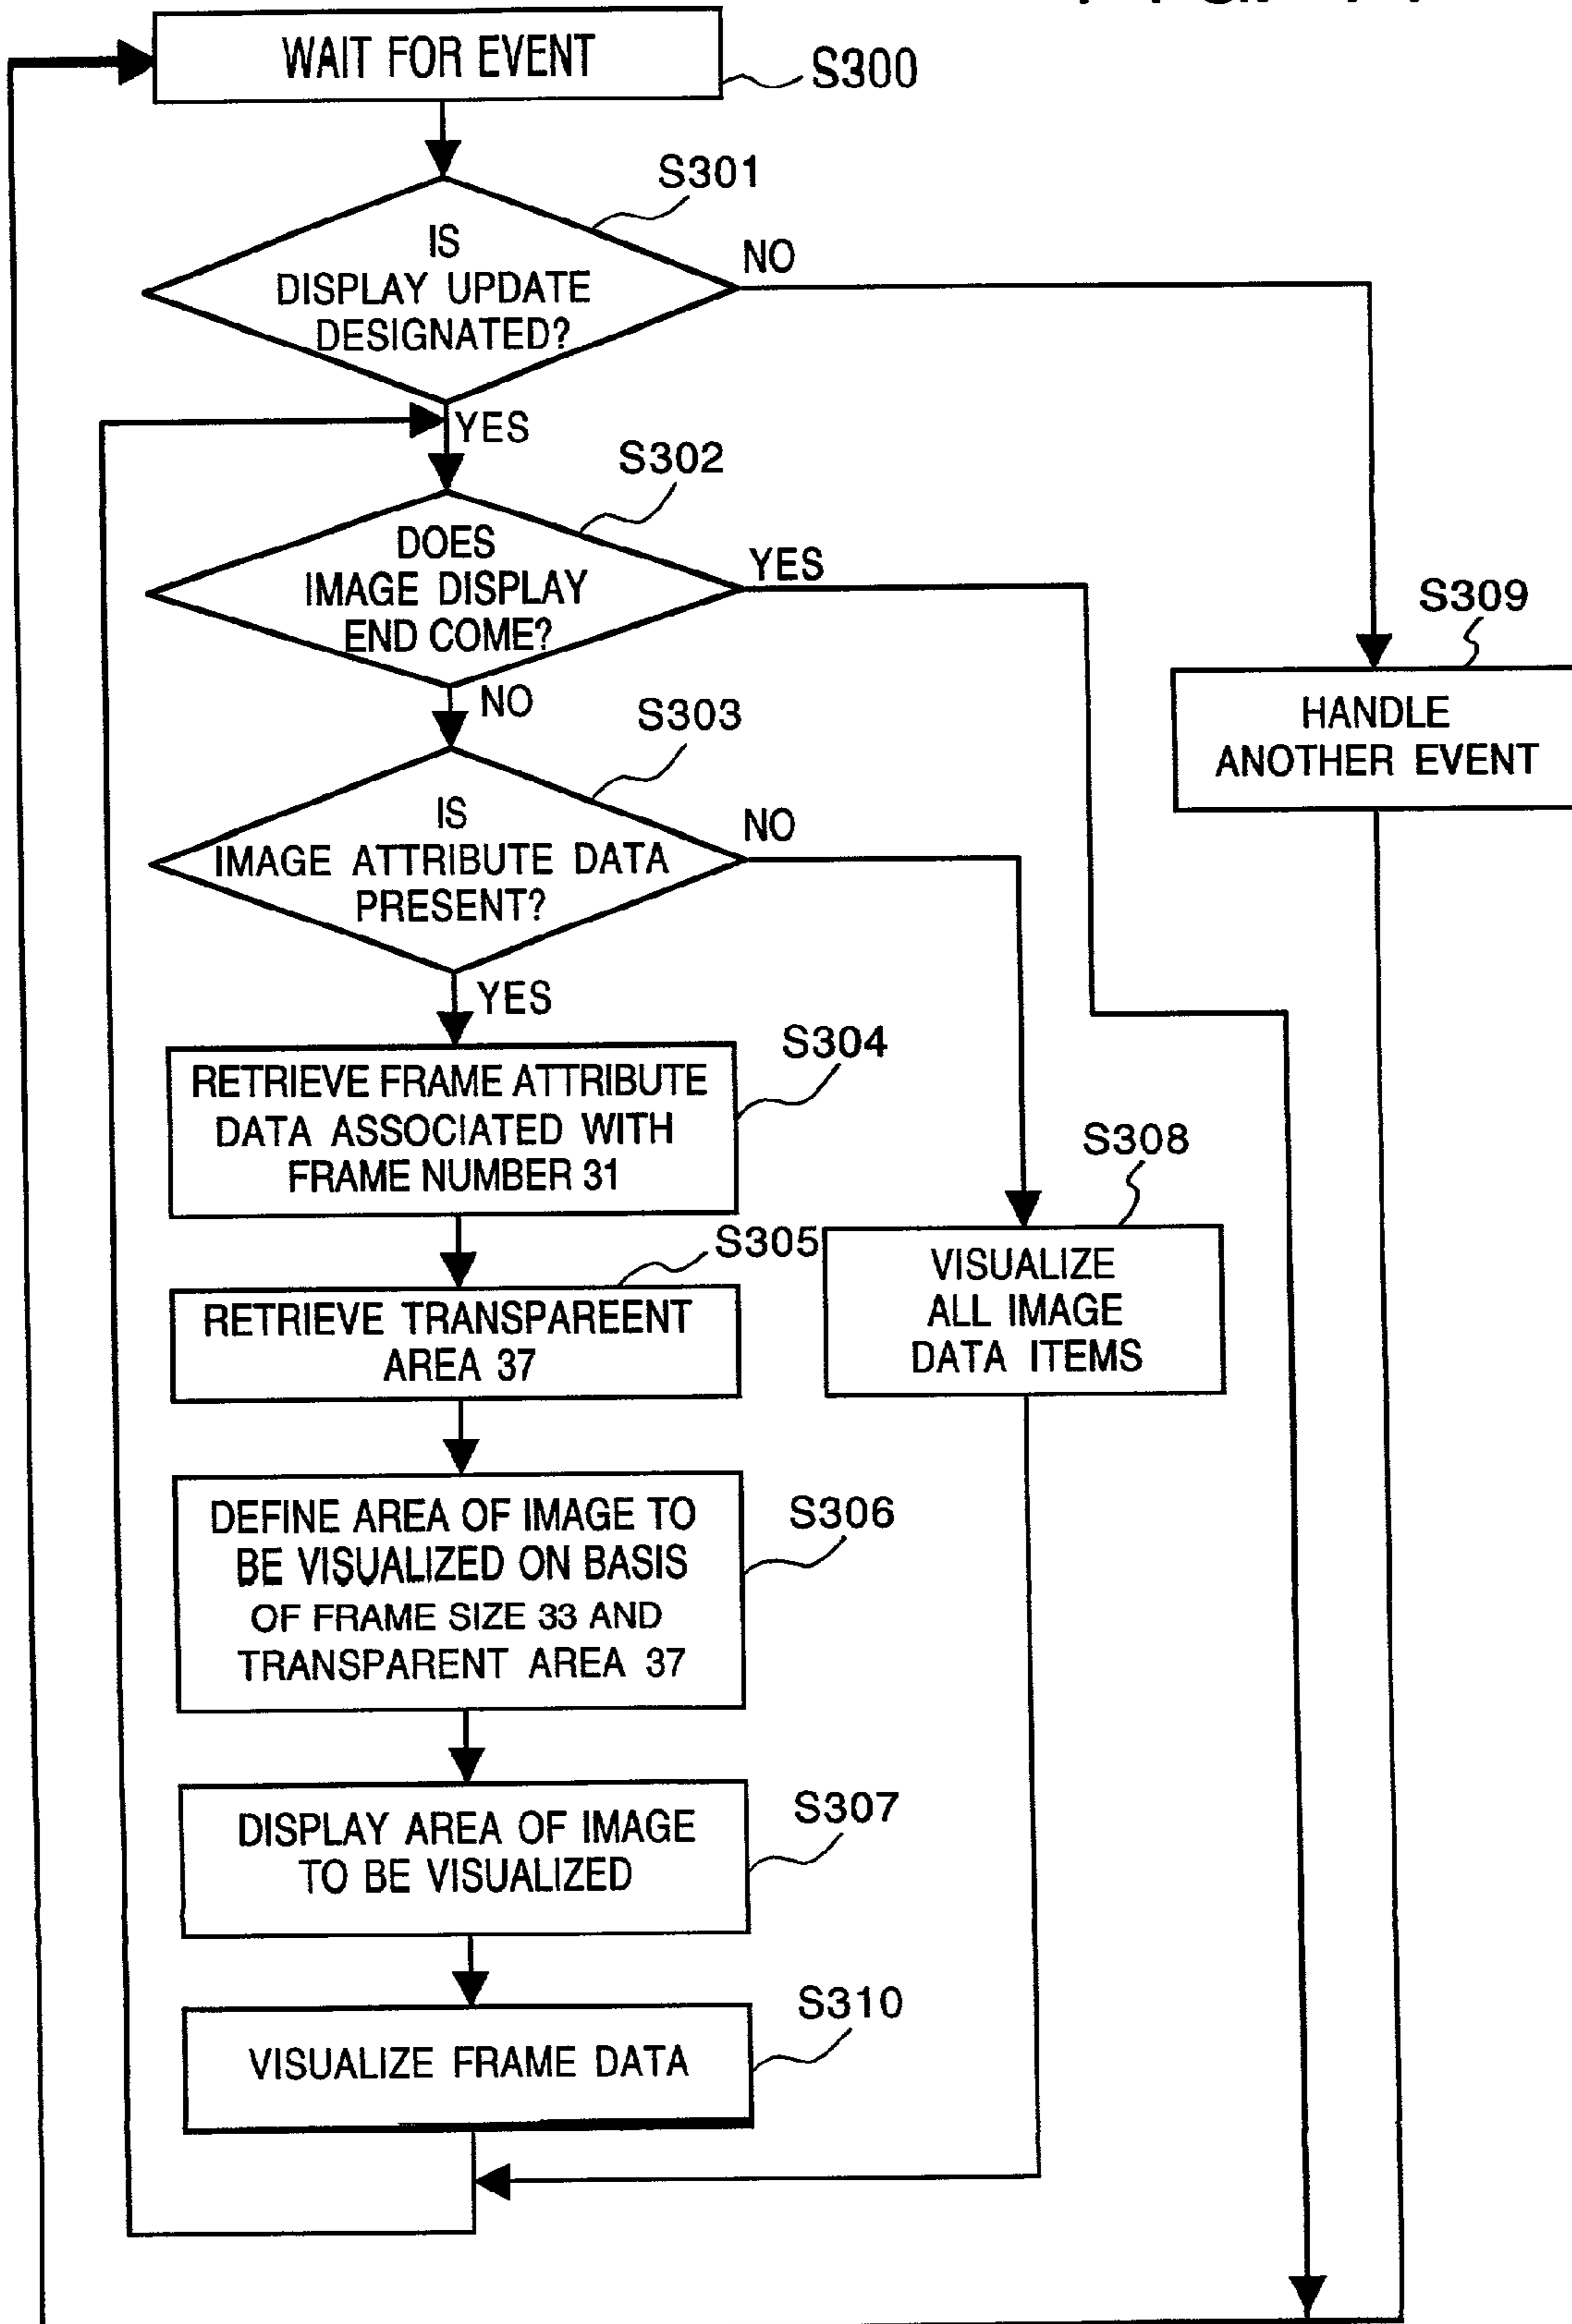 WAIT FOR EVENT
S300
S301
IS
DISPLAY UPDATE
DESIGNATED?
NO
YES
S302
DOES
IMAGE DISPLAY
END COME?
YES
S309
HANDLE
ANOTHER EVENT
NO
S303
IS
IMAGE ATTRIBUTE DATA
PRESENT?
NO
YES
S304
RETRIEVE FRAME ATTRIBUTE
DATA ASSOCIATED WITH
FRAME NUMBER 31
S308
VISUALIZE
ALL IMAGE
DATA ITEMS
S305
RETRIEVE TRANSPAREENT
AREA 37
S306
DEFINE AREA OF IMAGE TO
BE VISUALIZED ON BASIS
OF FRAME SIZE 33 AND
TRANSPARENT AREA 37
S307
DISPLAY AREA OF IMAGE
TO BE VISUALIZED
S310
VISUALIZE FRAME DATA